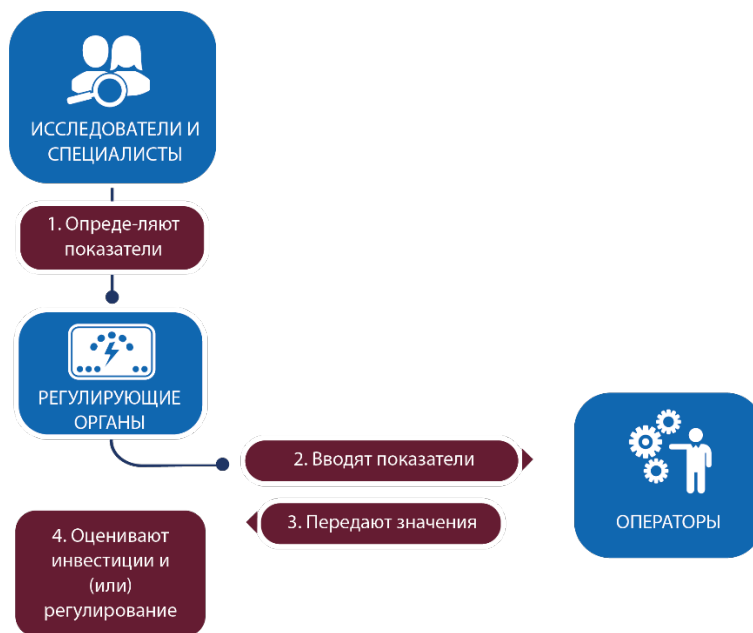 ИССЛЕДОВАТЕЛИ И
СПЕЦИАЛИСТЫ
1. Опреде-ляют
показатели
РЕГУЛИРУЮЩИЕ
ОРГАНЫ
2. Вводят показатели
3. Передают значения
ОПЕРАТОРЫ
4. Оценивают
инвестиции и
(или)
регулирование